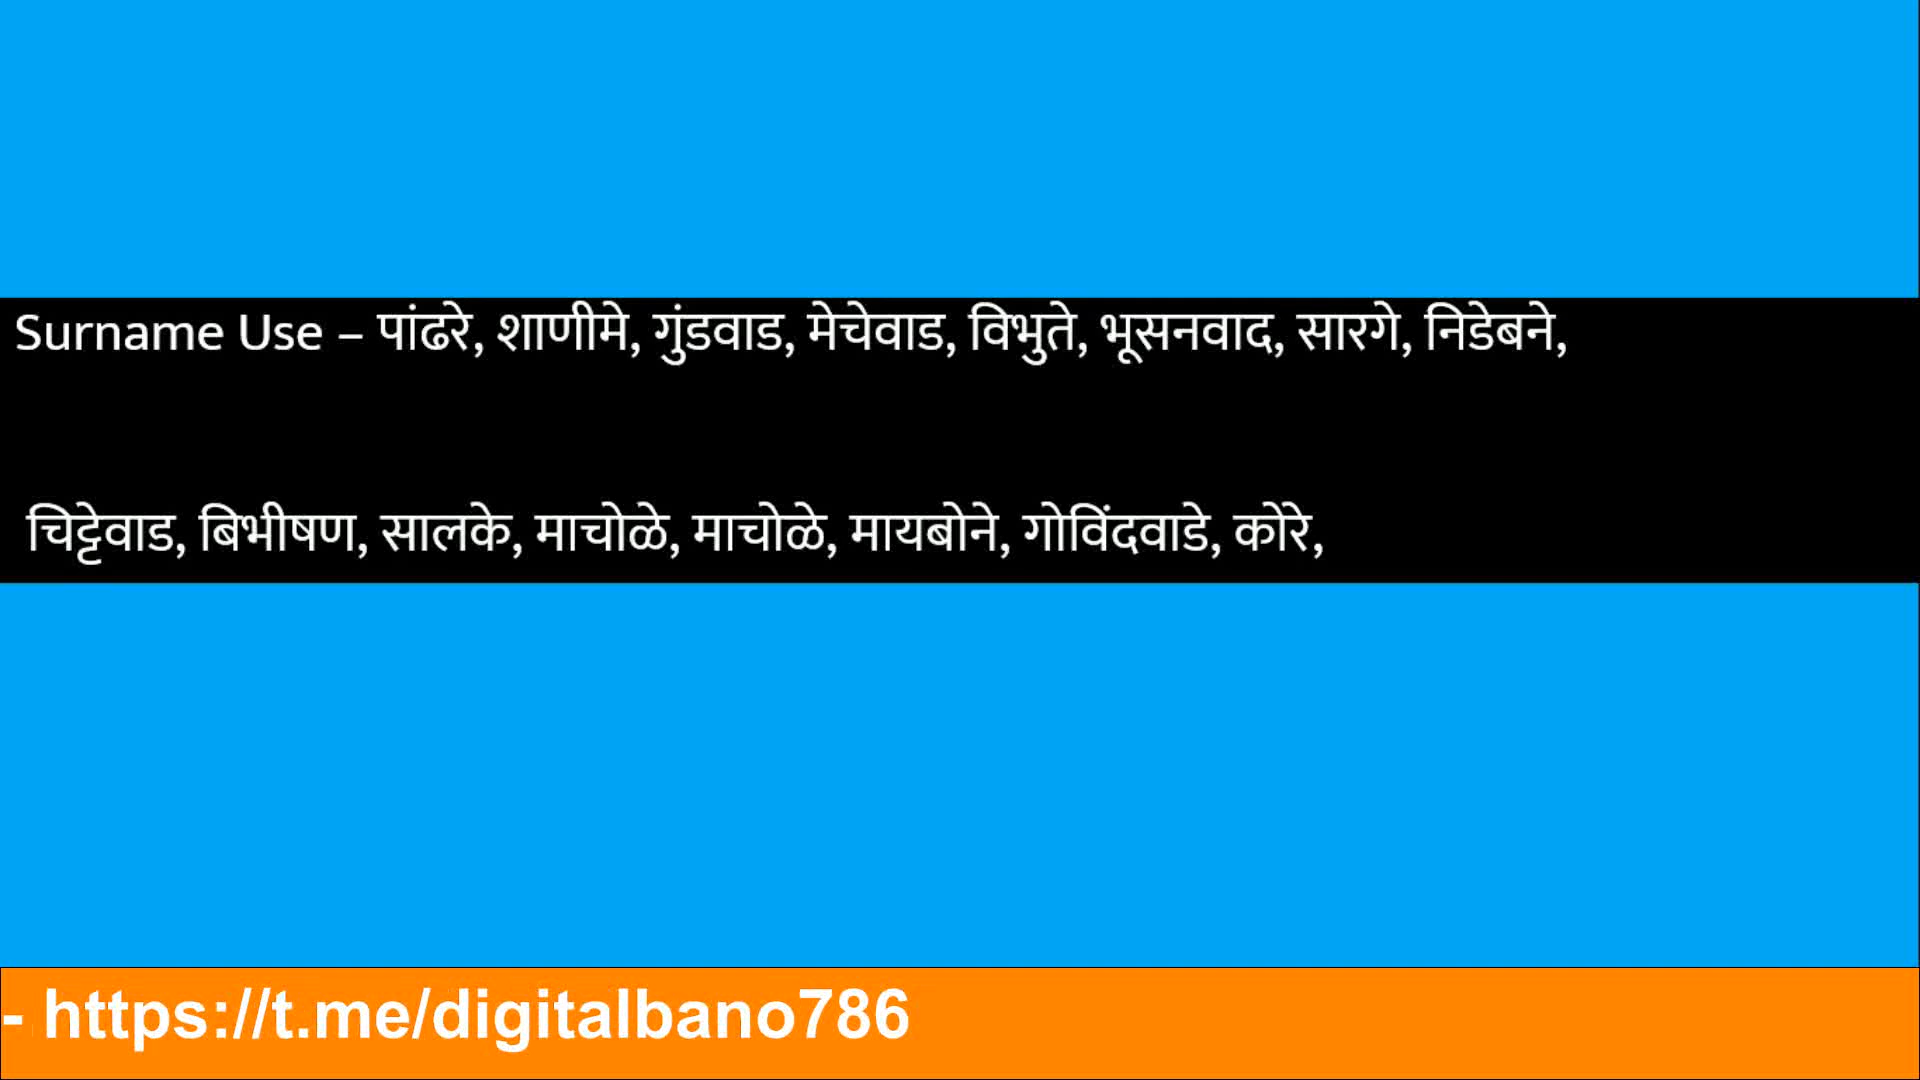 Surname Use – पांढरे, शाणीमे, गुंडवाड, मेचेवाड, विभुते, भूसनवाद, सारगे, निडेबने,
चिट्टेवाड, बिभीषण, सालके, माचोळे, माचोळे, मायबोने, गोविंदवाडे, कोरे,
- https://t.me/digitalbano786